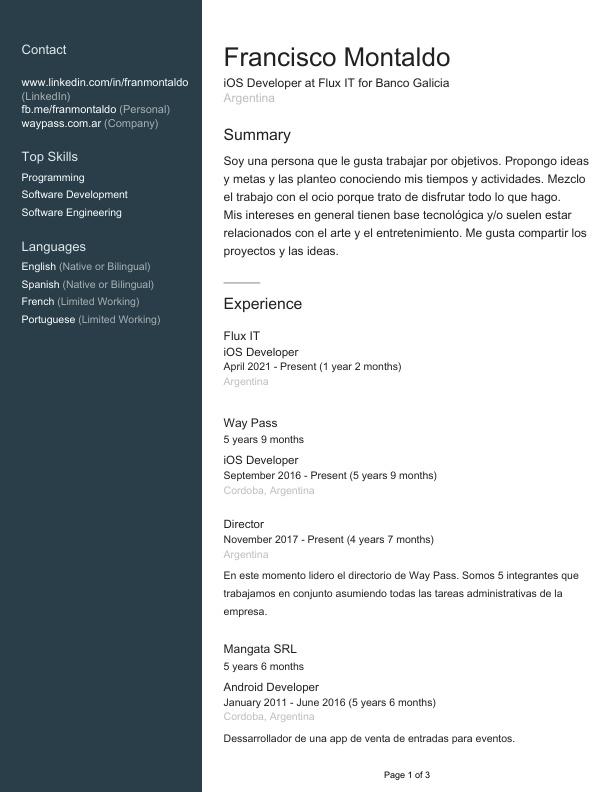 Contact
www.linkedin.com/in/franmontaldo
(LinkedIn)
fb.me/franmontaldo (Personal)
waypass.com.ar (Company)
Top Skills
Programming
Software Development
Software Engineering
Languages
English (Native or Bilingual)
Spanish (Native or Bilingual)
French (Limited Working)
Portuguese (Limited Working)
Francisco Montaldo
iOS Developer at Flux IT for Banco Galicia
Argentina
Summary
Soy una persona que le gusta trabajar por objetivos. Propongo ideas
y metas y las planteo conociendo mis tiempos y actividades. Mezclo
el trabajo con el ocio porque trato de disfrutar todo lo que hago.
Mis intereses en general tienen base tecnológica y/o suelen estar
relacionados con el arte y el entretenimiento. Me gusta compartir los
proyectos y las ideas.
Experience
Flux IT
iOS Developer
April 2021 - Present (1 year 2 months)
Argentina
Way Pass
5 years 9 months
iOS Developer
September 2016 - Present (5 years 9 months)
Cordoba, Argentina
Director
November 2017 - Present (4 years 7 months)
Argentina
En este momento lidero el directorio de Way Pass. Somos 5 integrantes que
trabajamos en conjunto asumiendo todas las tareas administrativas de la
empresa.
Mangata SRL
5 years 6 months
Android Developer
January 2011 - June 2016 (5 years 6 months)
Cordoba, Argentina
Dessarrollador de una app de venta de entradas para eventos.
Page 1 of 3